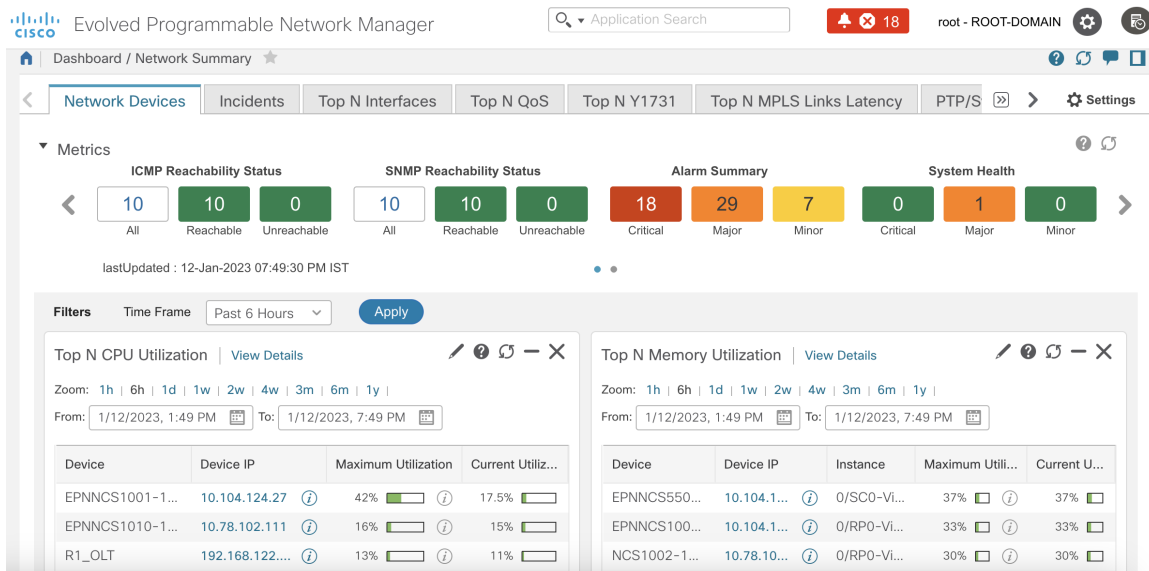 cisco Evolved Programmable Network Manager Application Search 18 root - ROOT-DOMAIN
Dashboard / Network Summary
Network Devices Incidents Top N Interfaces Top N QoS Top N Y1731 Top N MPLS Links Latency PTP/S Settings
Metrics
ICMP Reachability Status SNMP Reachability Status Alarm Summary System Health
10 10 0 10 10 0 18 29 7 0 1 0
All Reachable Unreachable All Reachable Unreachable Critical Major Minor Critical Major Minor
lastUpdated : 12-Jan-2023 07:49:30 PM IST
Filters Time Frame Past 6 Hours Apply
Top N CPU Utilization View Details
Zoom: 1h | 6h | 1d | 1w | 2w | 4w | 3m | 6m | 1y |
From: 1/12/2023, 1:49 PM To: 1/12/2023, 7:49 PM
Device Device IP Maximum Utilization Current Utiliz...
EPNNCS1001-1... 10.104.124.27 42% 17.5%
EPNNCS1010-1... 10.78.102.111 16% 15%
R1_OLT 192.168.122.... 13% 11%
Top N Memory Utilization View Details
Zoom: 1h | 6h | 1d | 1w | 2w | 4w | 3m | 6m | 1y |
From: 1/12/2023, 1:49 PM To: 1/12/2023, 7:49 PM
Device Device IP Instance Maximum Utili... Current U...
EPNNCS550... 10.104.1... 0/SC0-Vi... 37% 37%
EPNNCS100... 10.104.1... 0/RP0-Vi... 33% 33%
NCS1002-1... 10.78.10... 0/RP0-Vi... 30% 30%